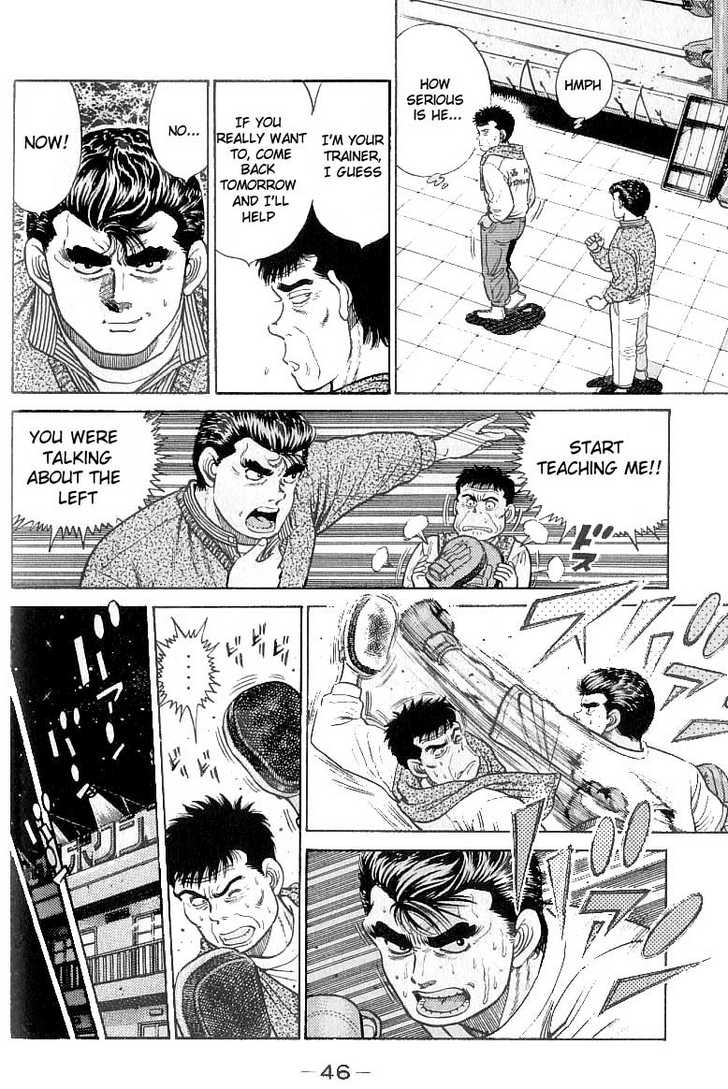 HMPH
HOW
SERIOUS
IS HE...
I'M YOUR
TRAINER,
I GUESS
IF YOU
REALLY WANT
TO, COME
BACK
TOMORROW
AND I'LL
HELP
NO...
NOW!
START
TEACHING ME!!
YOU WERE
TALKING
ABOUT THE
LEFT
ドス
....
— 46 —